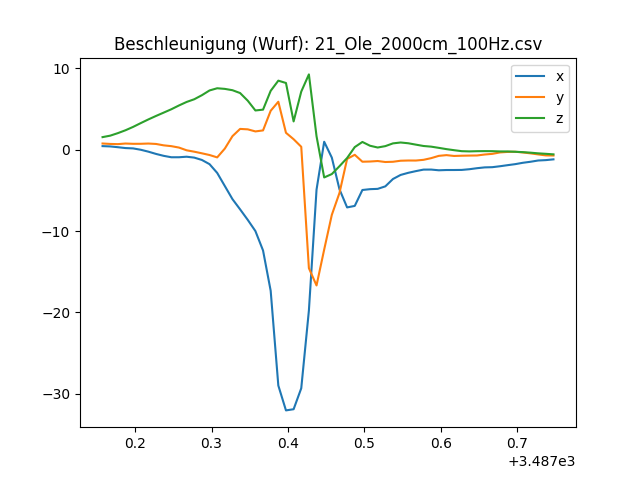 Beschleunigung (Wurf): 21_Ole_2000cm_100Hz.csv
x
y
z
10
0
−10
−20
−30
0.2 0.3 0.4 0.5 0.6 0.7
+3.487e3